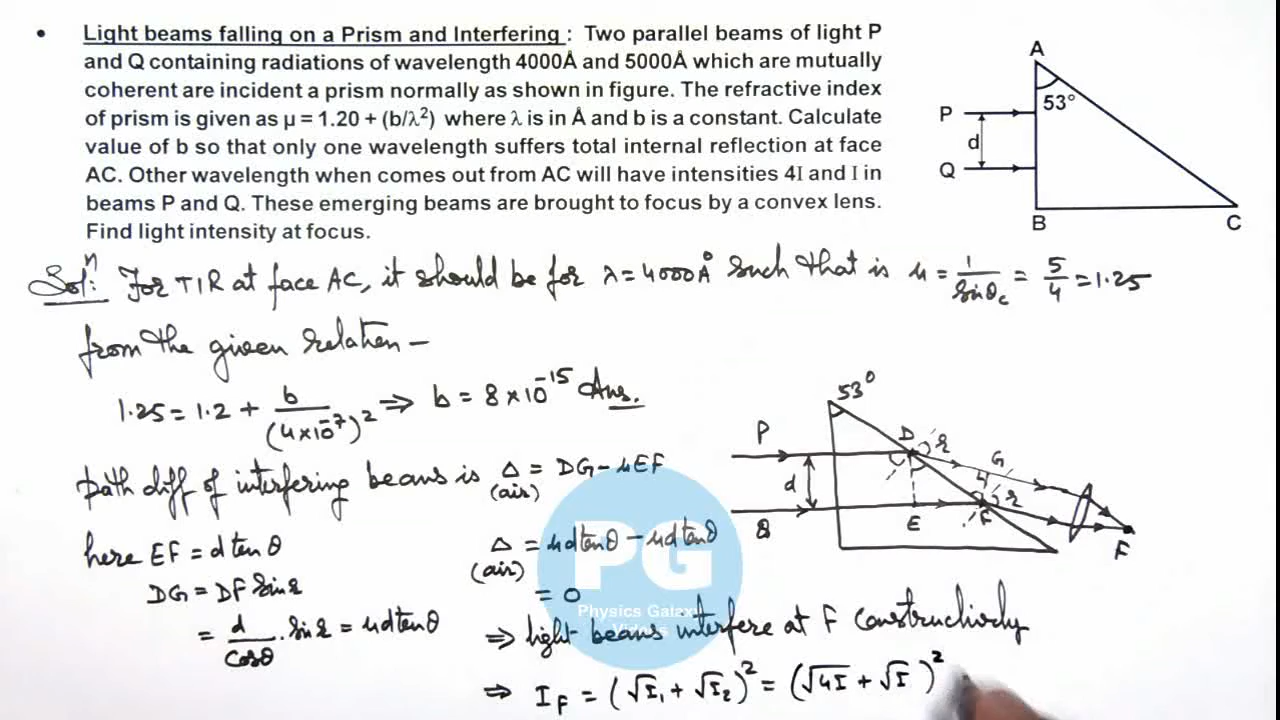 • Light beams falling on a Prism and Interfering : Two parallel beams of light P
and Q containing radiations of wavelength 4000Å and 5000Å which are mutually
coherent are incident a prism normally as shown in figure. The refractive index
of prism is given as μ = 1.20 + (b/λ²) where λ is in Å and b is a constant. Calculate
value of b so that only one wavelength suffers total internal reflection at face
AC. Other wavelength when comes out from AC will have intensities 4I and I in
beams P and Q. These emerging beams are brought to focus by a convex lens.
Find light intensity at focus.
A
53°
P
d
Q
B
C
Solⁿ: For TIR at face AC, it should be for λ = 4000Å such that is μ = 1/sinθc = 5/4 = 1.25
from the given relation –
1.25 = 1.2 + b/(4×10⁻⁷)² ⇒ b = 8×10⁻¹⁵ Ans.
path diff of interfering beams is Δ(air) = DG – μEF
here EF = d tanθ
DG = DF sin r
= d/cosθ . sin r = μd tanθ
Δ(air) = μd tanθ – μd tanθ
= 0
⇒ light beams interfere at F constructively
⇒ I_F = (√I₁ + √I₂)² = (√4I + √I)²
53°
P
D
r
G
d
r
Q
E
F
F
PG
Physics Galaxy
Videos